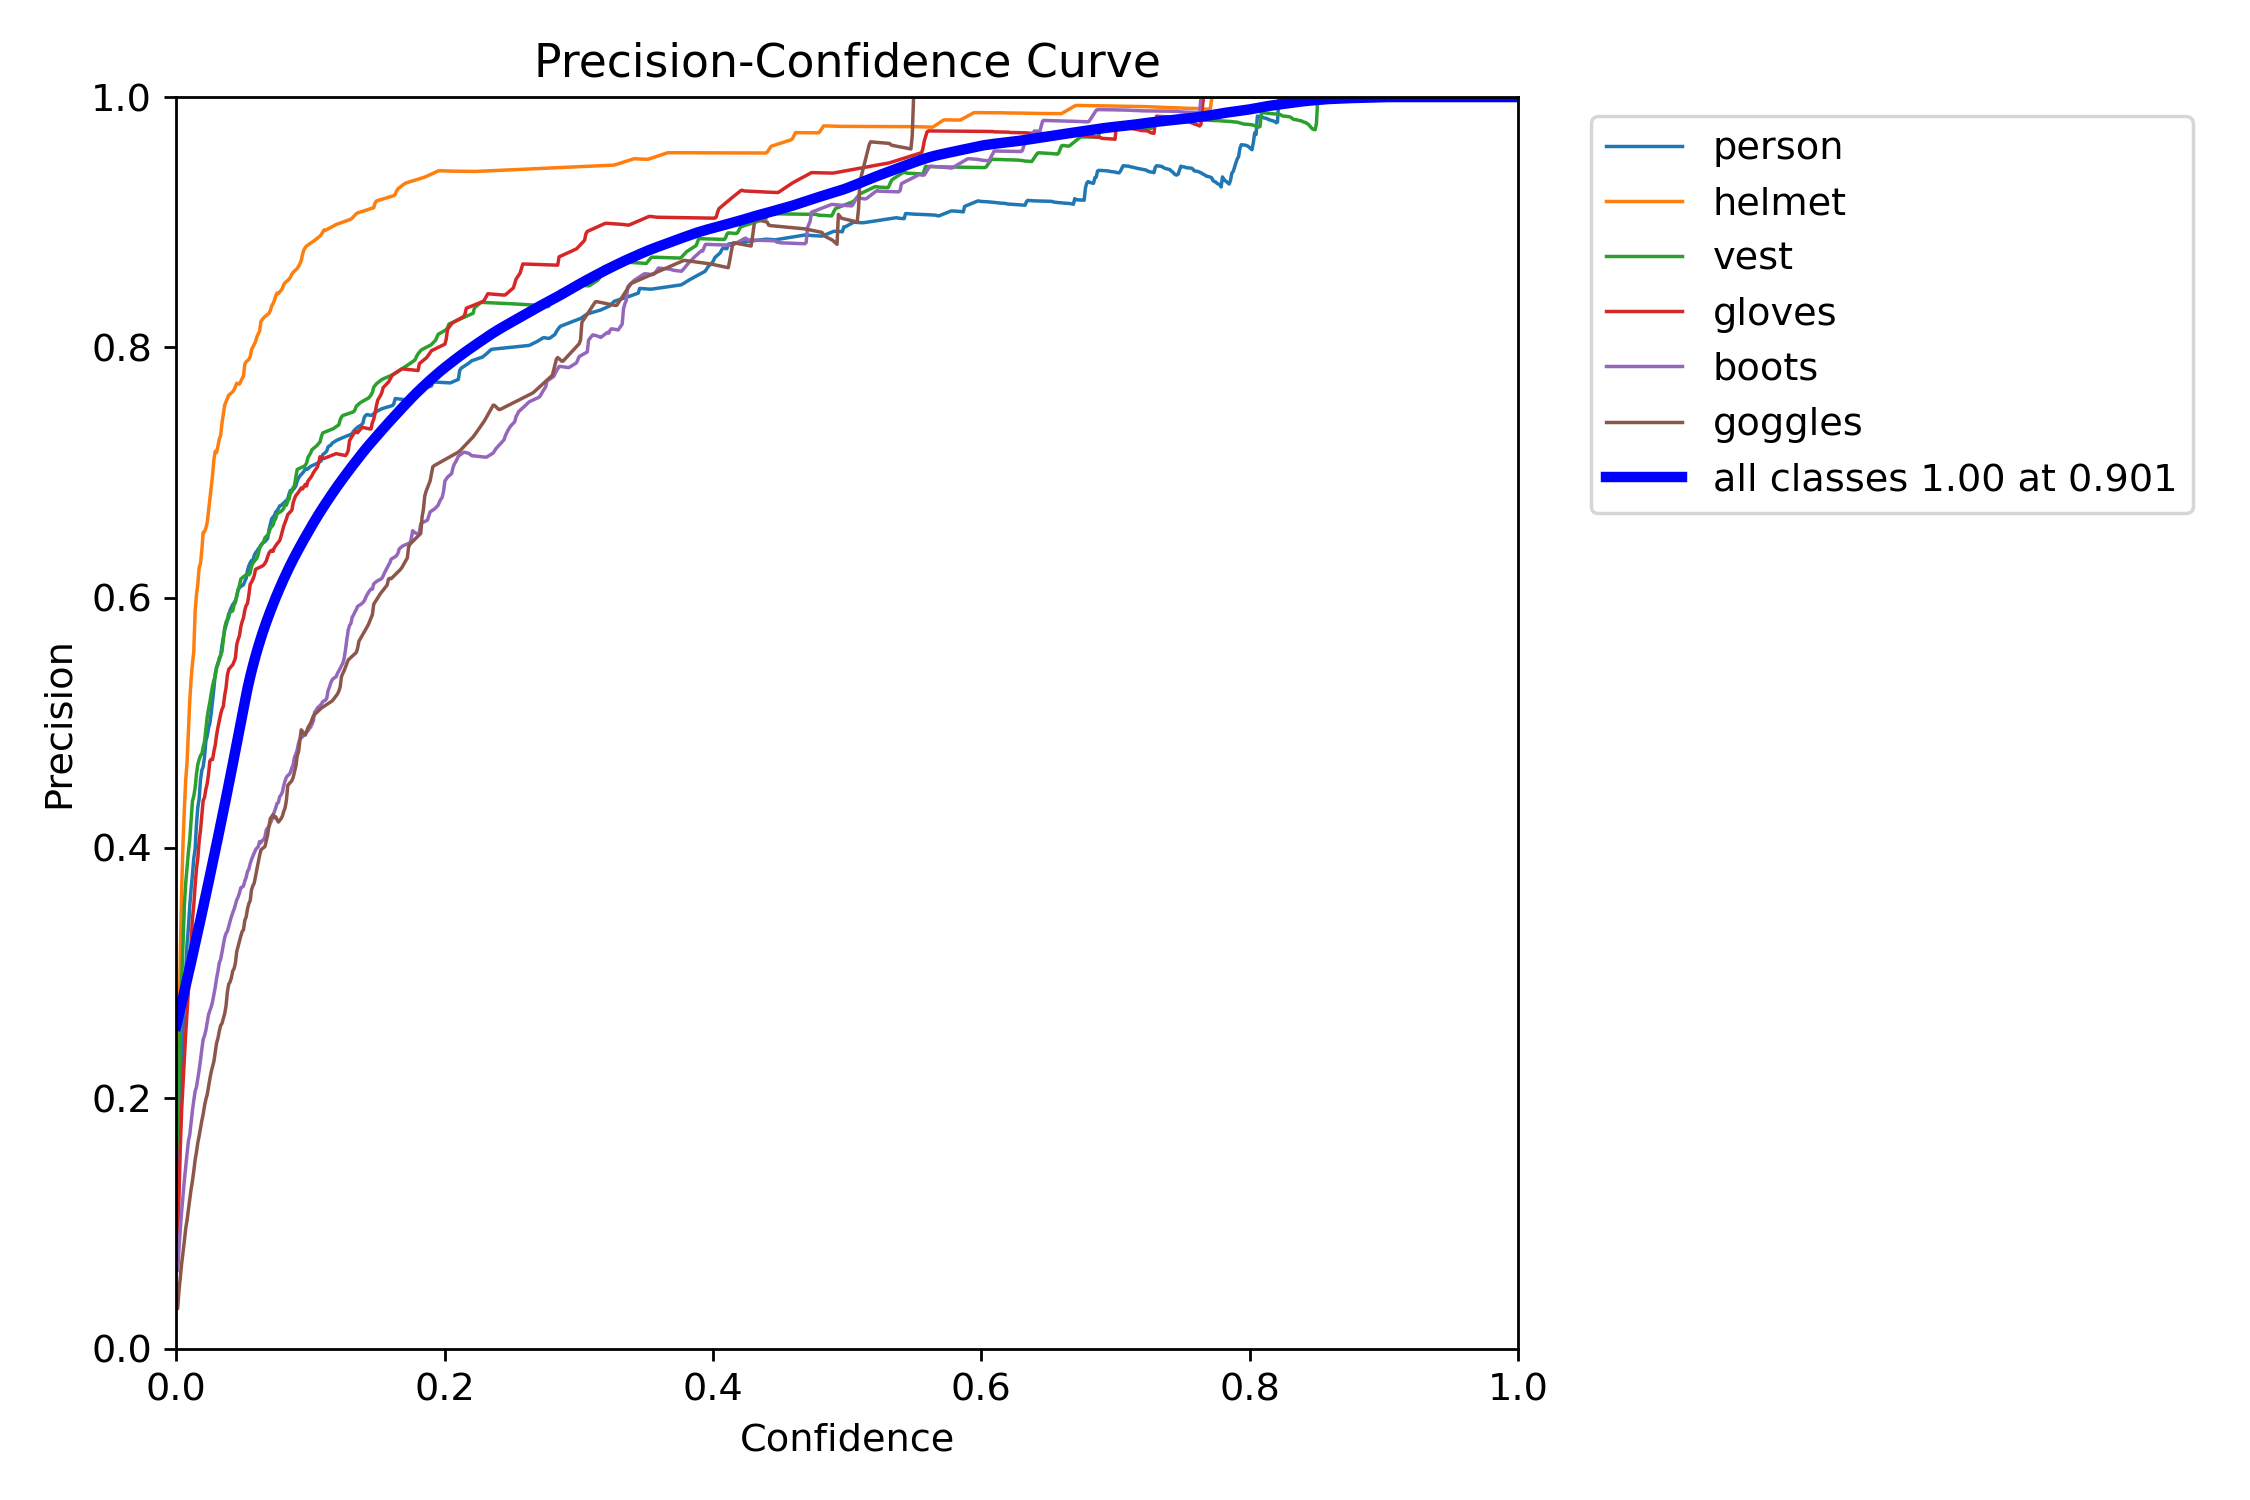 Precision-Confidence Curve
1.0
0.8
0.6
0.4
0.2
0.0
Precision
0.0 0.2 0.4 0.6 0.8 1.0
Confidence
person
helmet
vest
gloves
boots
goggles
all classes 1.00 at 0.901